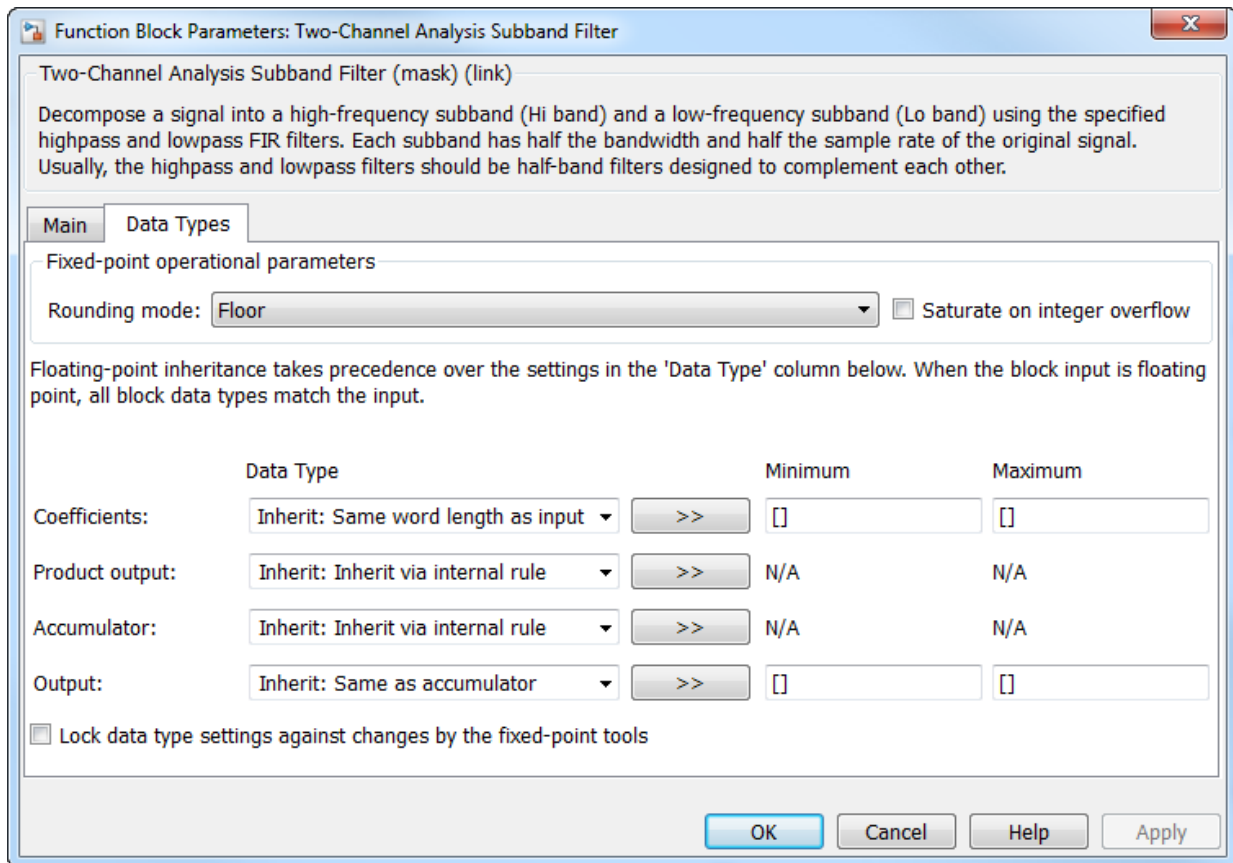 Function Block Parameters: Two-Channel Analysis Subband Filter
Two-Channel Analysis Subband Filter (mask) (link)
Decompose a signal into a high-frequency subband (Hi band) and a low-frequency subband (Lo band) using the specified
highpass and lowpass FIR filters. Each subband has half the bandwidth and half the sample rate of the original signal.
Usually, the highpass and lowpass filters should be half-band filters designed to complement each other.
Main Data Types
Fixed-point operational parameters
Rounding mode: Floor Saturate on integer overflow
Floating-point inheritance takes precedence over the settings in the 'Data Type' column below. When the block input is floating
point, all block data types match the input.
Data Type Minimum Maximum
Coefficients: Inherit: Same word length as input >> [] []
Product output: Inherit: Inherit via internal rule >> N/A N/A
Accumulator: Inherit: Inherit via internal rule >> N/A N/A
Output: Inherit: Same as accumulator >> [] []
Lock data type settings against changes by the fixed-point tools
OK Cancel Help Apply